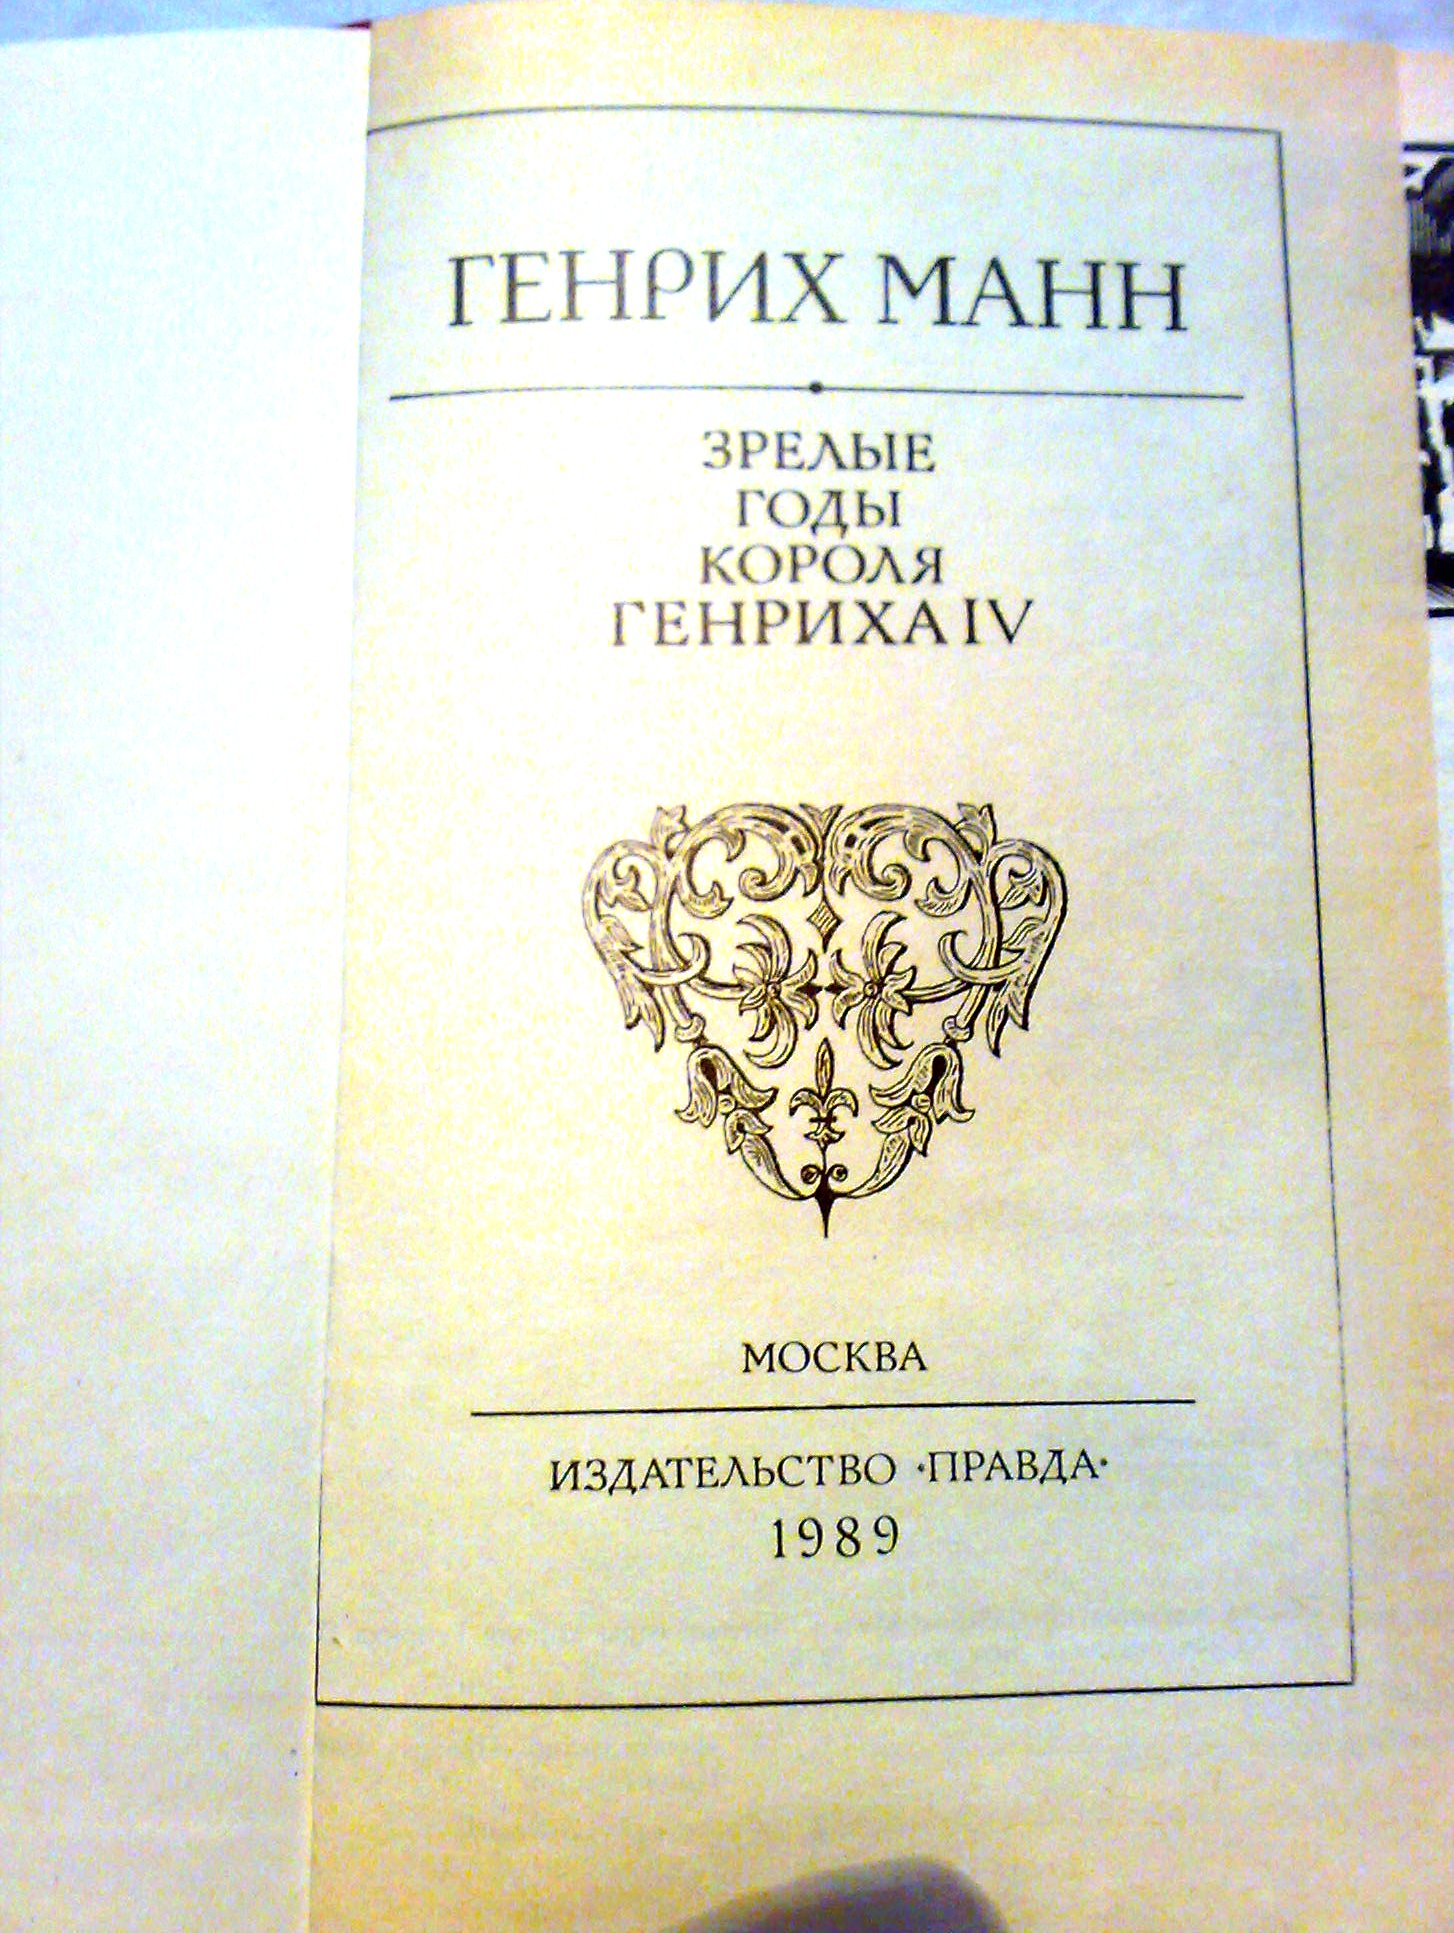 ГЕНРИХ МАНН
ЗРЕЛЫЕ
ГОДЫ
КОРОЛЯ
ГЕНРИХА IV
МОСКВА
ИЗДАТЕЛЬСТВО ·ПРАВДА·
1989